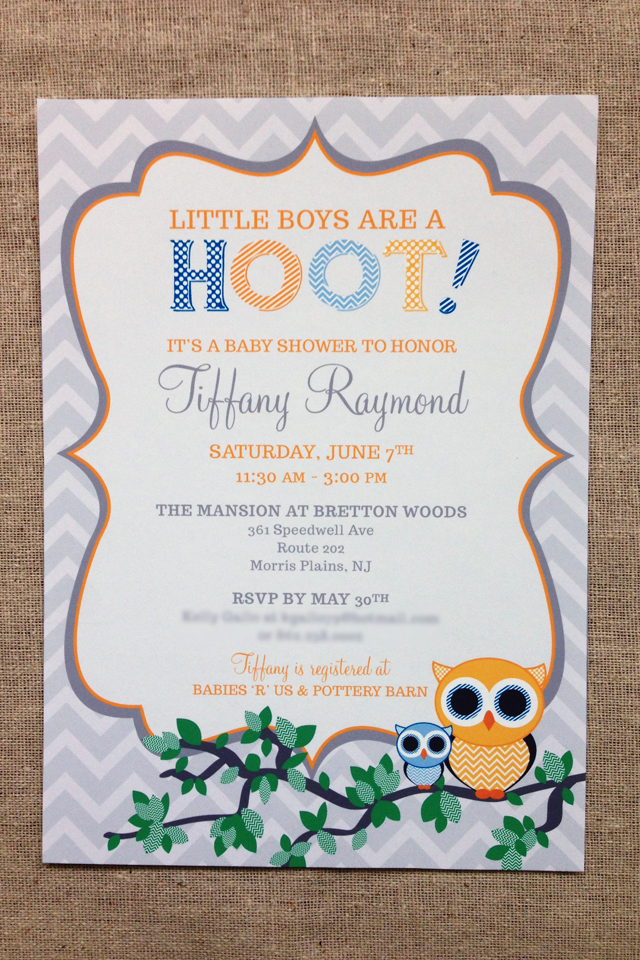 LITTLE BOYS ARE A
HOOT!
IT'S A BABY SHOWER TO HONOR
Tiffany Raymond
SATURDAY, JUNE 7TH
11:30 AM - 3:00 PM
THE MANSION AT BRETTON WOODS
361 Speedwell Ave
Route 202
Morris Plains, NJ
RSVP BY MAY 30TH
Tiffany is registered at
BABIES 'R' US & POTTERY BARN